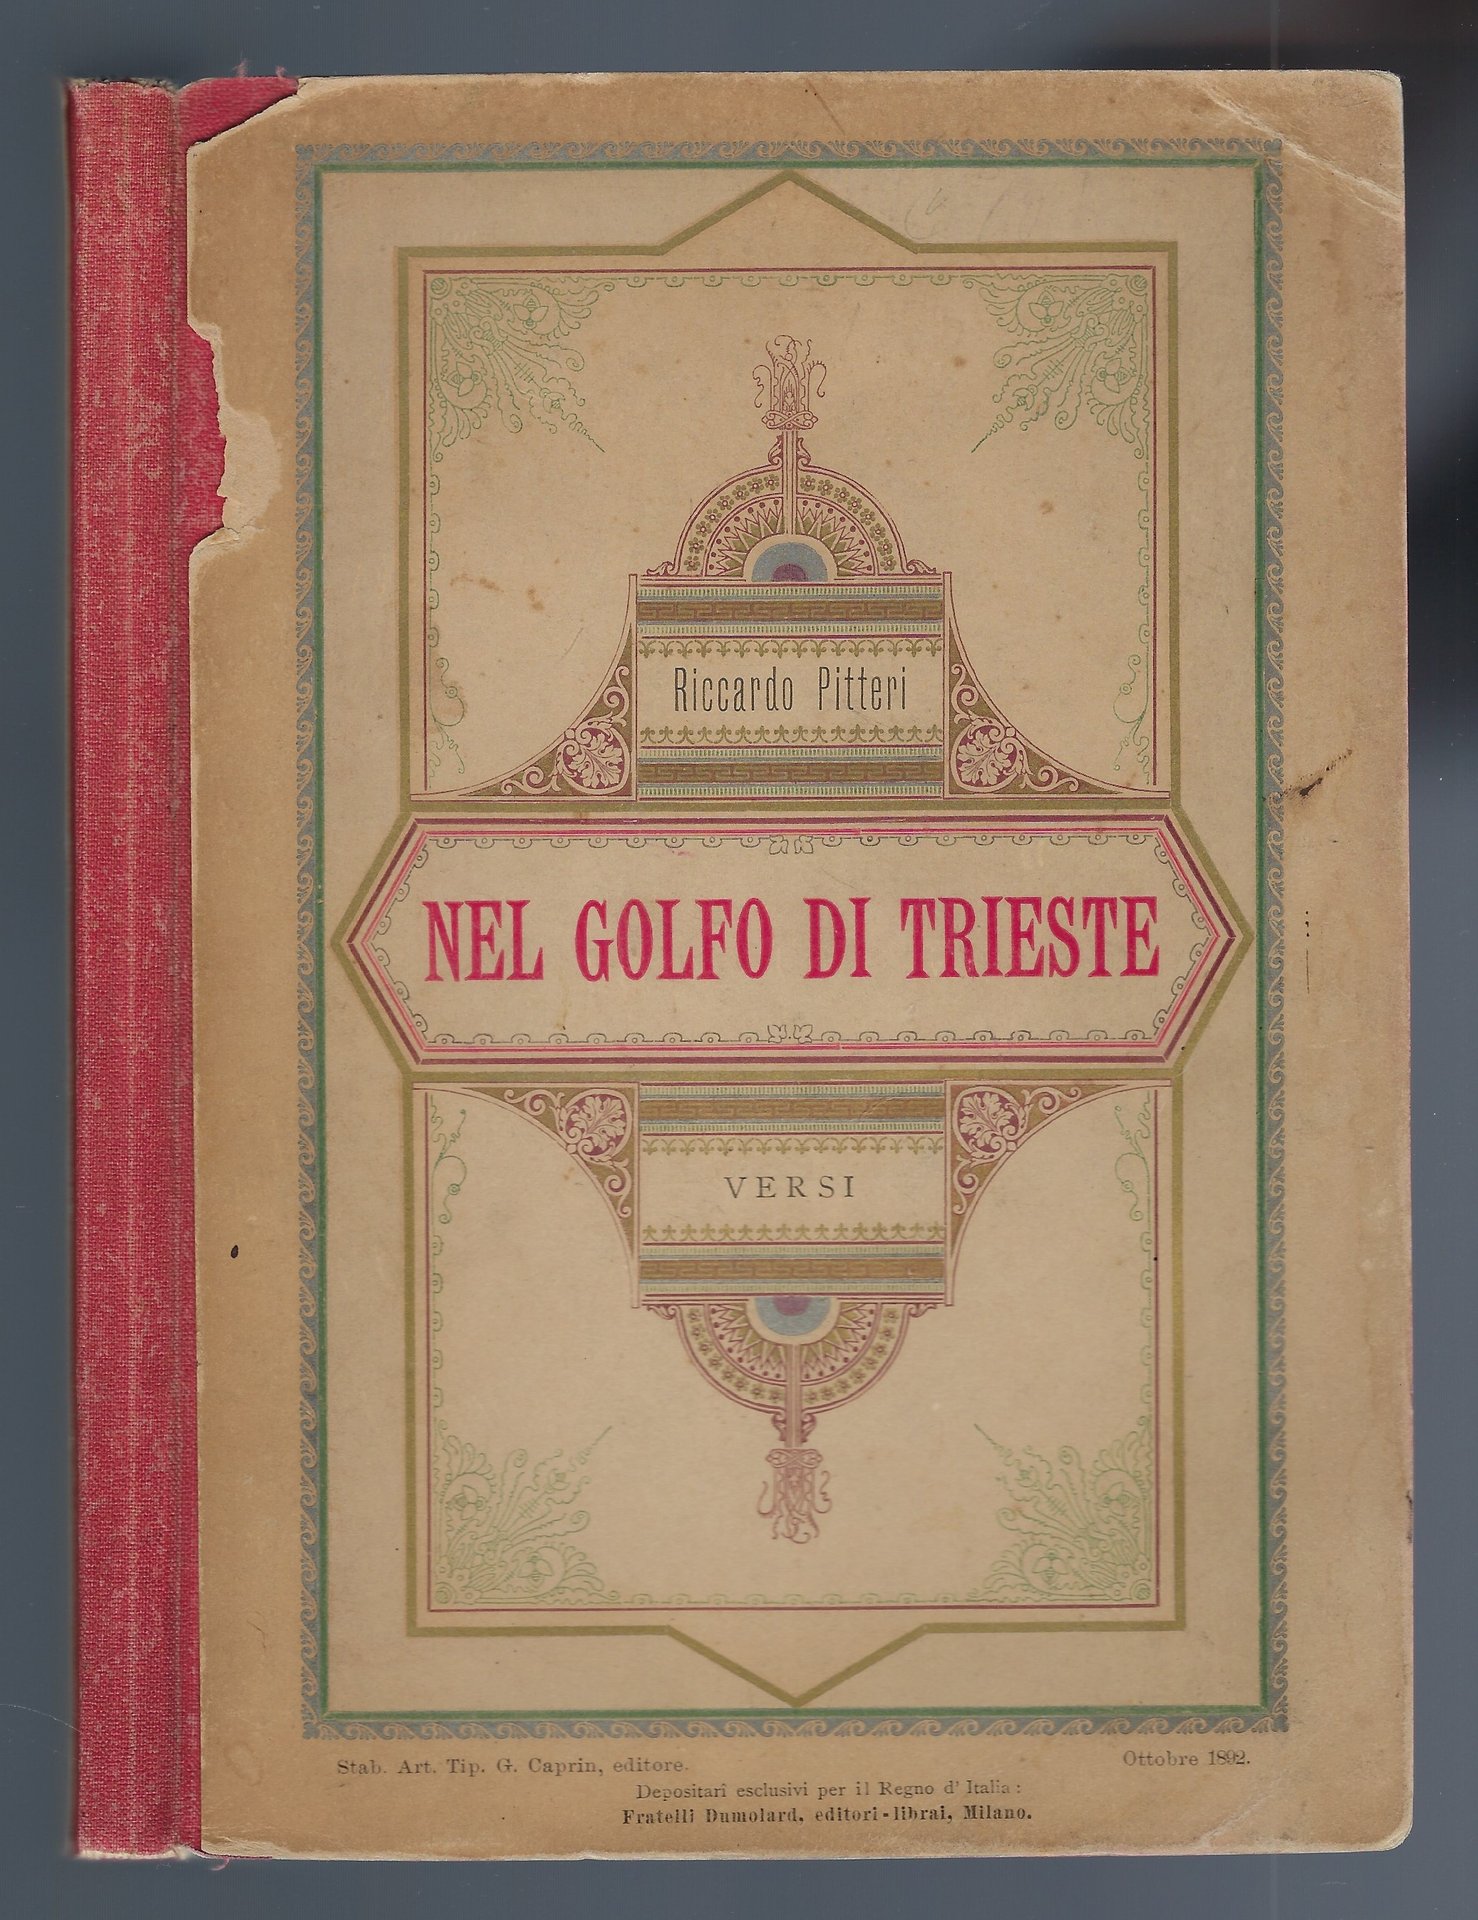 Riccardo Pitteri
NEL GOLFO DI TRIESTE
VERSI
Stab. Art. Tip. G. Caprin, editore.
Ottobre 1892.
Depositarî esclusivi per il Regno d' Italia :
Fratelli Dumolard, editori-librai, Milano.